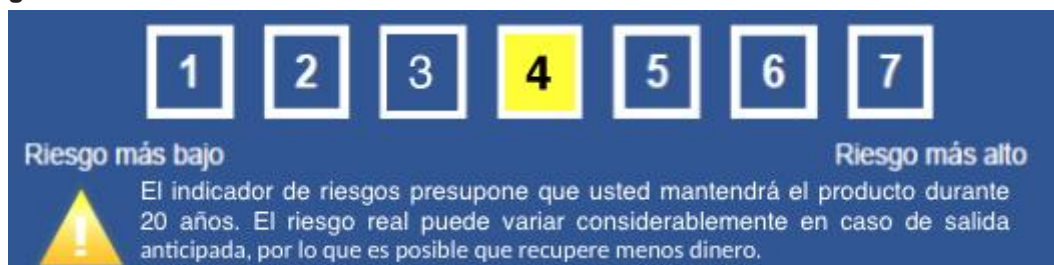 1 2 3 4 5 6 7
Riesgo más bajo Riesgo más alto
El indicador de riesgos presupone que usted mantendrá el producto durante
20 años. El riesgo real puede variar considerablemente en caso de salida
anticipada, por lo que es posible que recupere menos dinero.